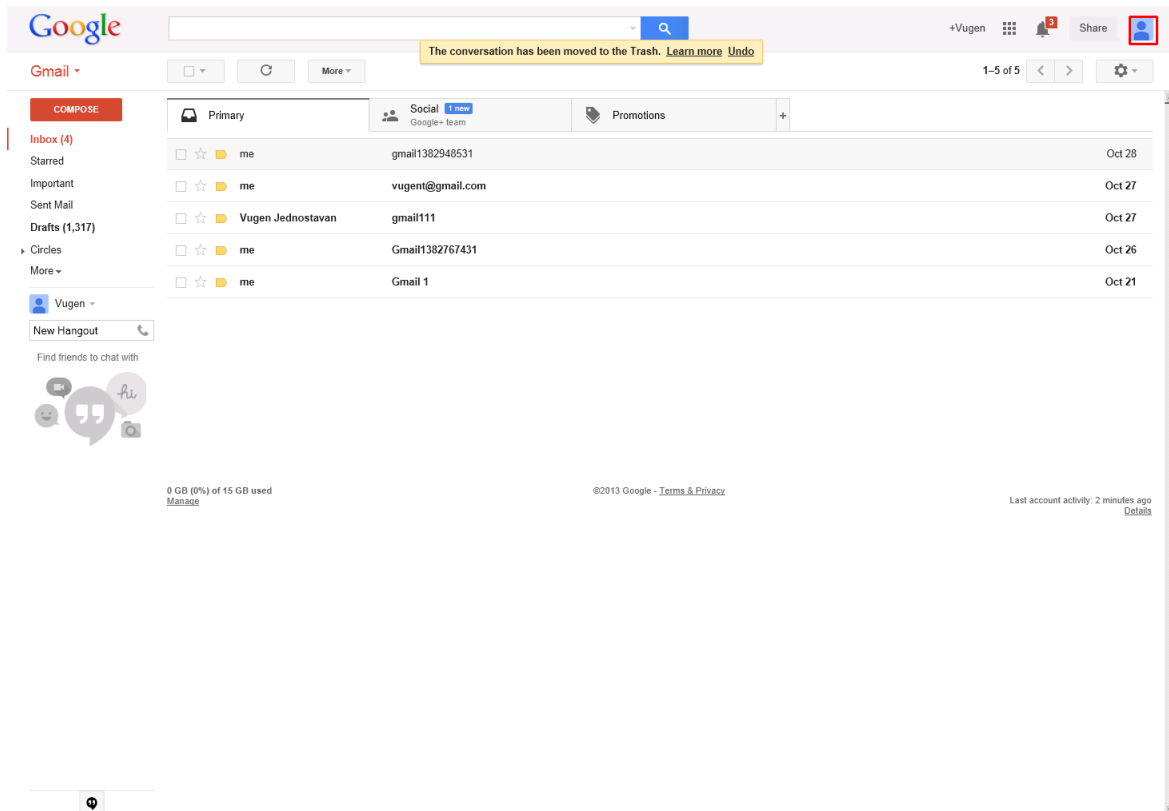 Google
+Vugen
3
Share
The conversation has been moved to the Trash. Learn more Undo
Gmail
More
1–5 of 5
COMPOSE
Inbox (4)
Starred
Important
Sent Mail
Drafts (1,317)
Circles
More
Vugen
New Hangout
Find friends to chat with
hi
Primary
Social 1 new
Google+ team
Promotions
+
me gmail1382948531 Oct 28
me vugent@gmail.com Oct 27
Vugen Jednostavan gmail111 Oct 27
me Gmail1382767431 Oct 26
me Gmail 1 Oct 21
0 GB (0%) of 15 GB used
Manage
©2013 Google - Terms & Privacy
Last account activity: 2 minutes ago
Details